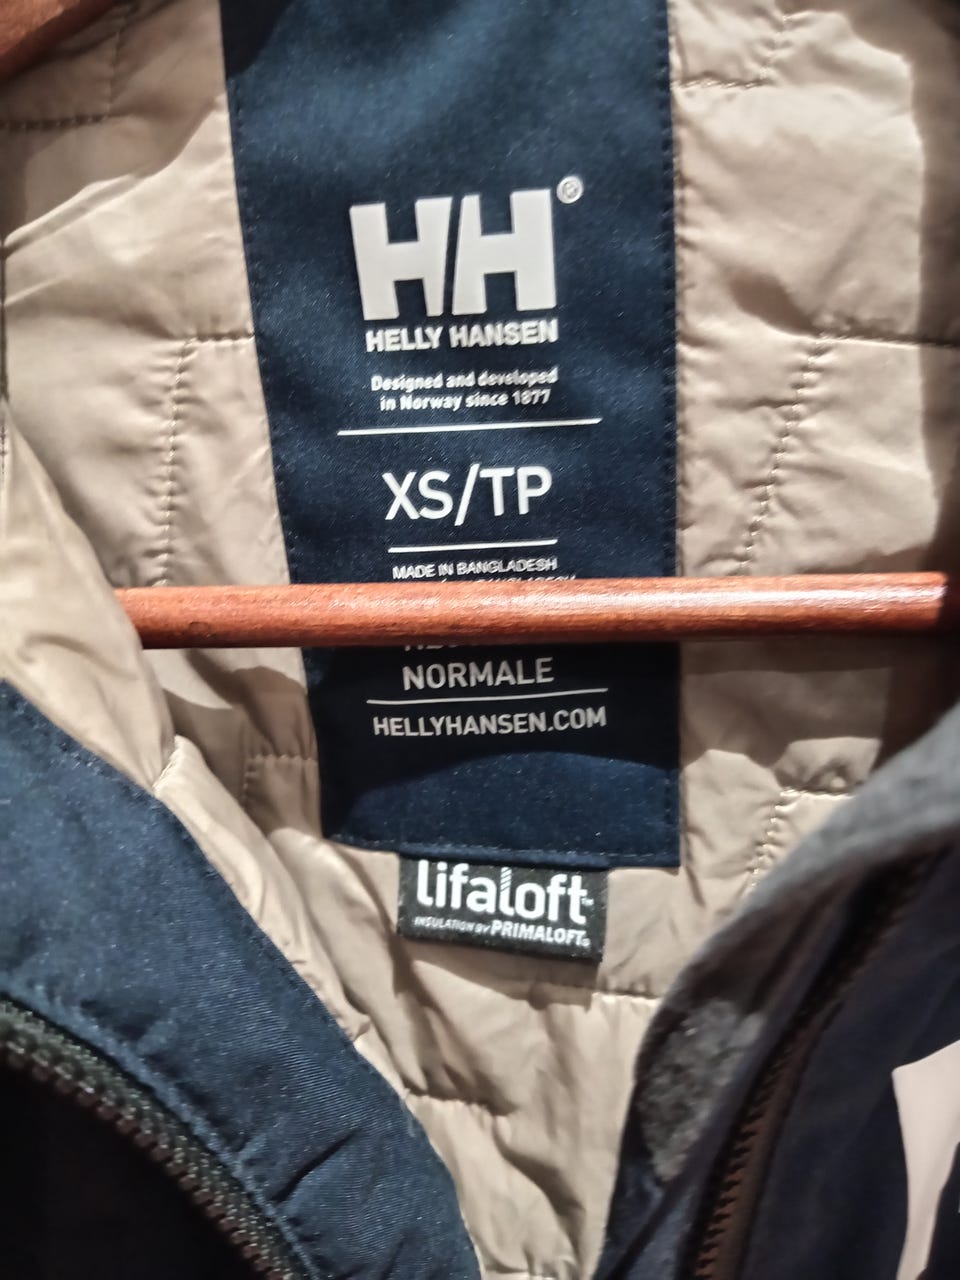 HH®
HELLY HANSEN
Designed and developed
in Norway since 1877
XS/TP
MADE IN BANGLADESH
NORMALE
HELLYHANSEN.COM
lifaloft™
INSULATION BY PRIMALOFT®